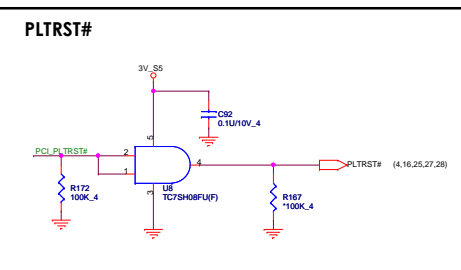 PLTRST#
3V_S5
C92
0.1U/10V_4
PCI_PLTRST#
2
1
5
4
3
PLTRST# (4,16,25,27,28)
R172
100K_4
U8
TC7SH08FU(F)
R167
*100K_4